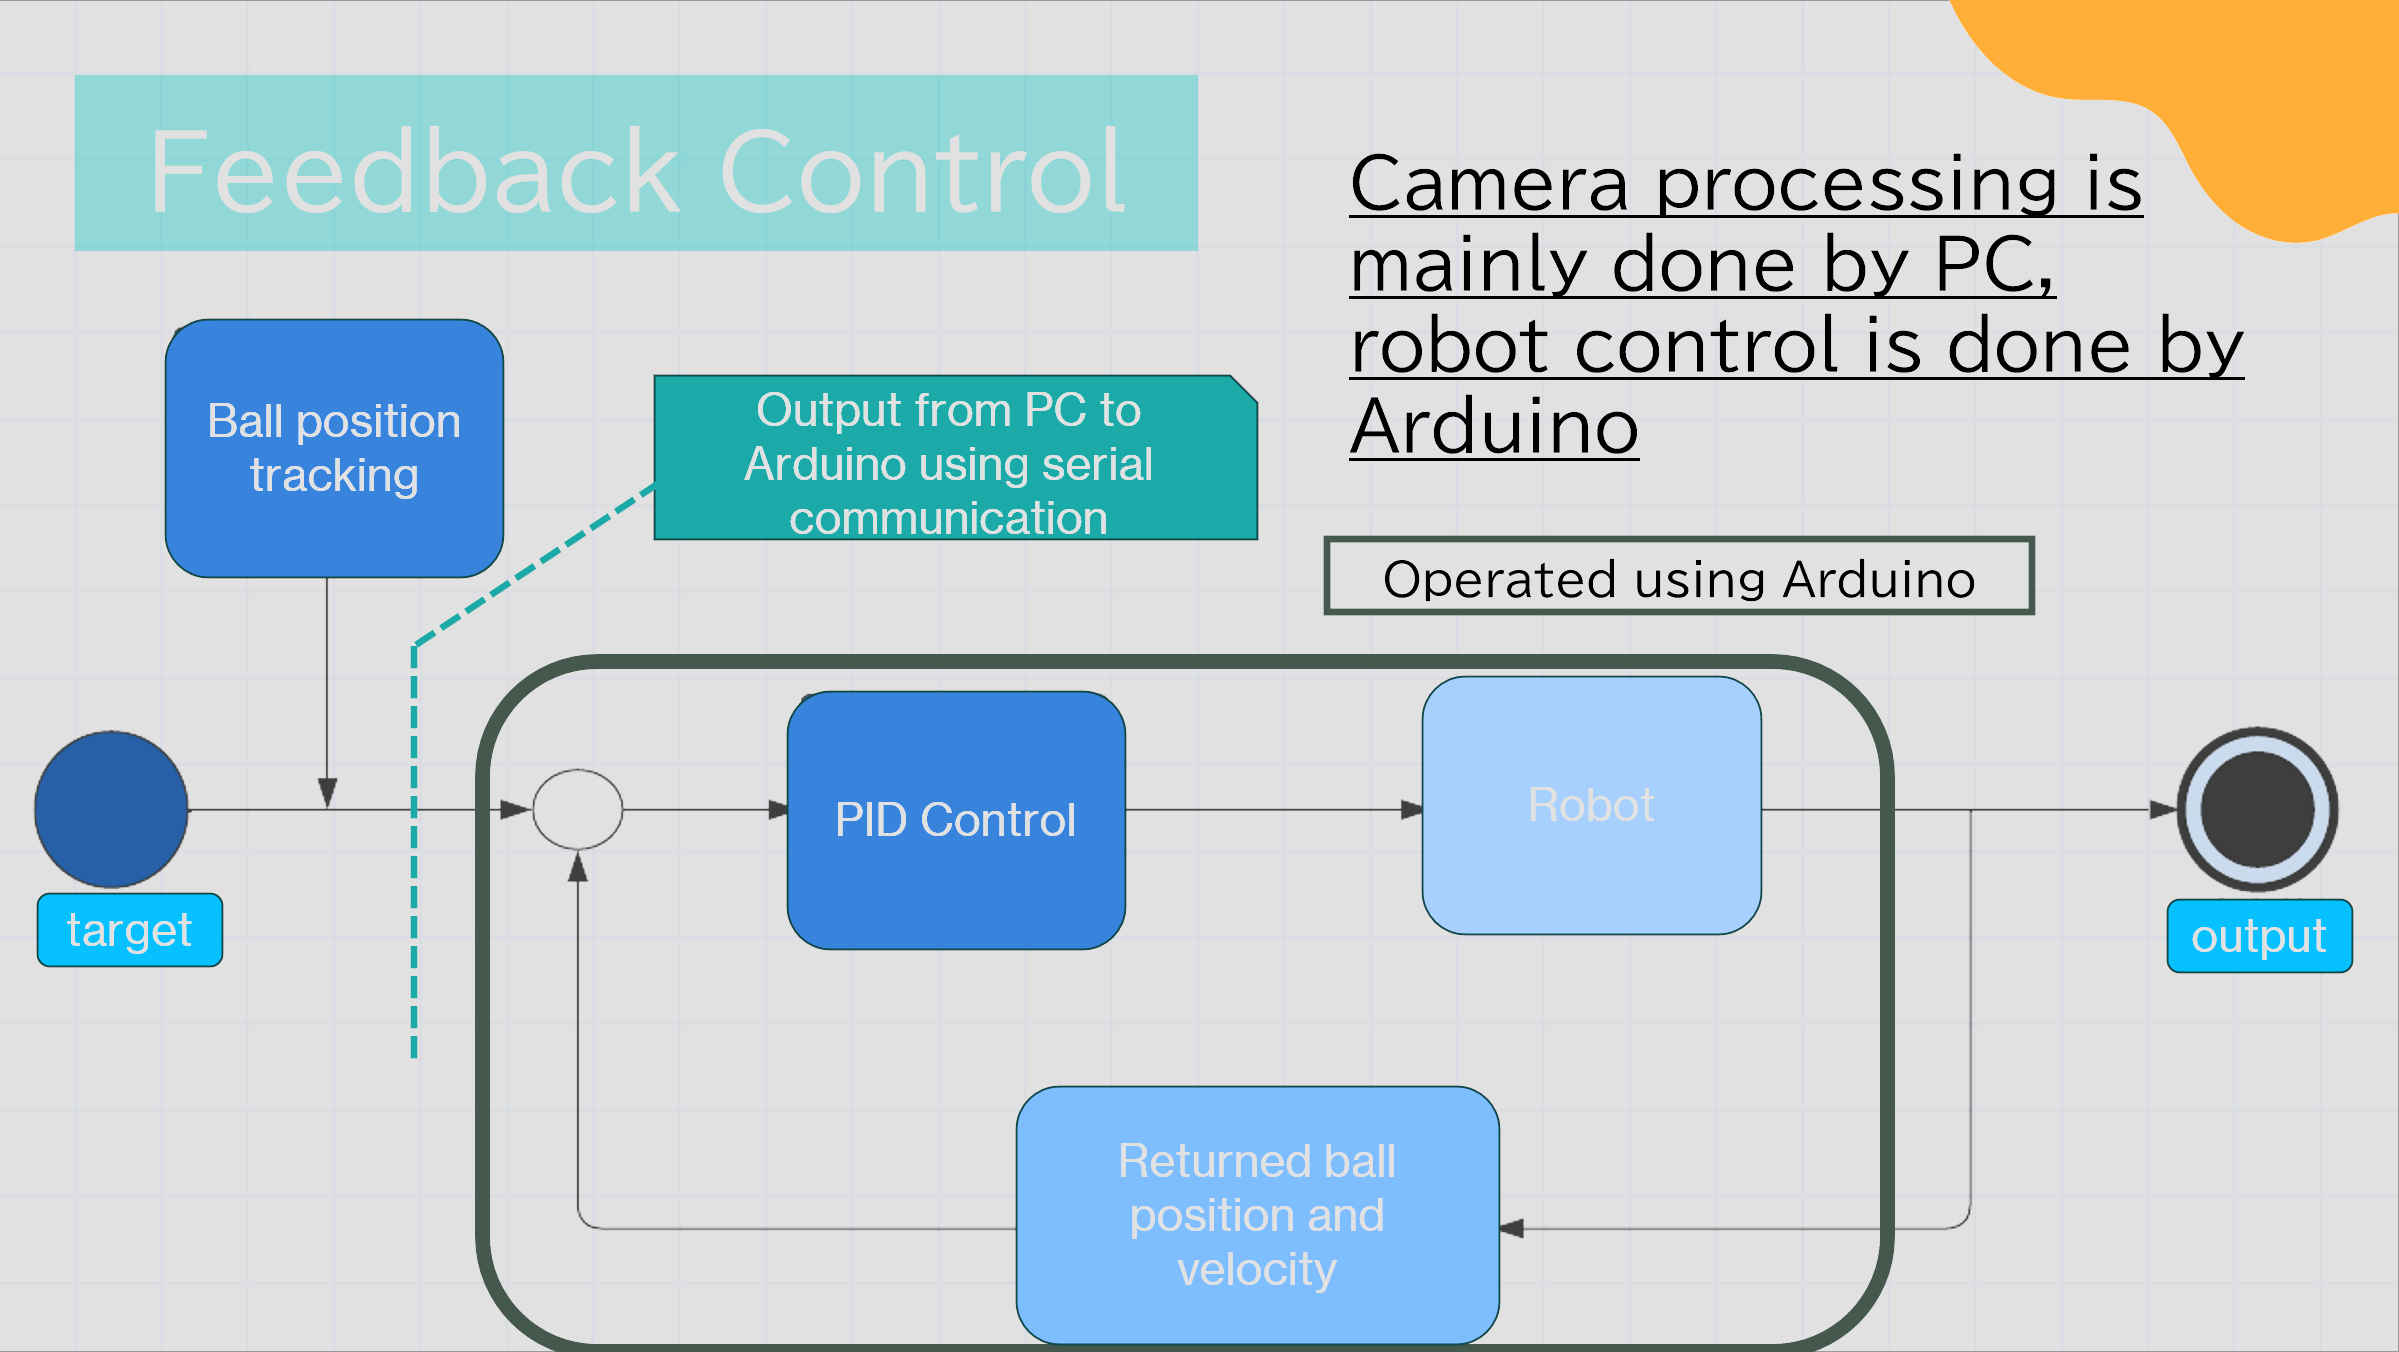 Feedback Control
Camera processing is
mainly done by PC,
robot control is done by
Arduino
Ball position
tracking
Output from PC to
Arduino using serial
communication
Operated using Arduino
PID Control
Robot
target
output
Returned ball
position and
velocity